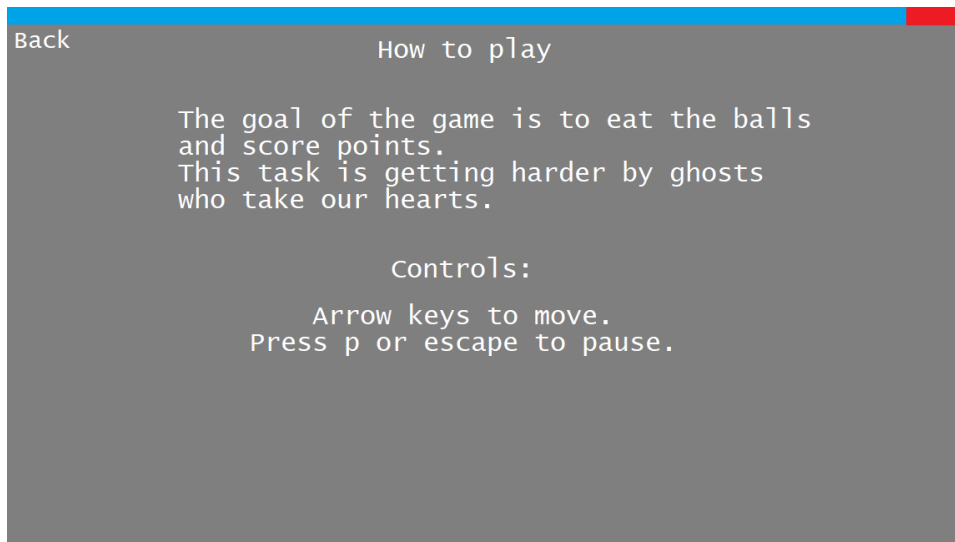 Back
How to play
The goal of the game is to eat the balls
and score points.
This task is getting harder by ghosts
who take our hearts.
Controls:
Arrow keys to move.
Press p or escape to pause.